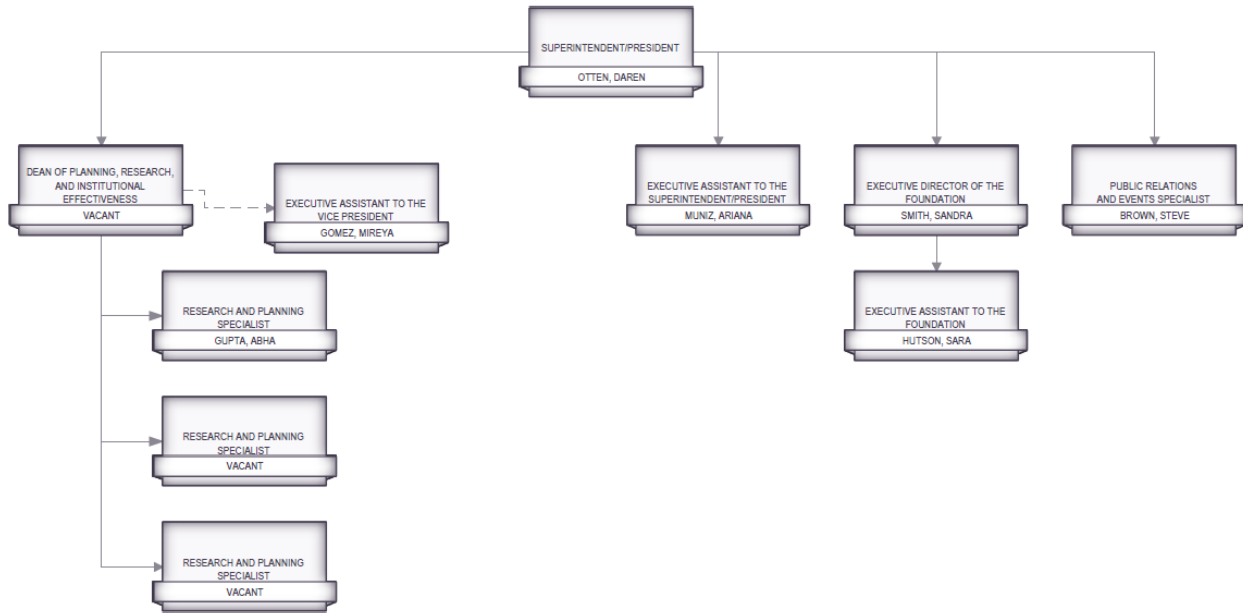 SUPERINTENDENT/PRESIDENT
OTTEN, DAREN
DEAN OF PLANNING, RESEARCH,
AND INSTITUTIONAL
EFFECTIVENESS
VACANT
EXECUTIVE ASSISTANT TO THE
VICE PRESIDENT
GOMEZ, MIREYA
EXECUTIVE ASSISTANT TO THE
SUPERINTENDENT/PRESIDENT
MUNIZ, ARIANA
EXECUTIVE DIRECTOR OF THE
FOUNDATION
SMITH, SANDRA
PUBLIC RELATIONS
AND EVENTS SPECIALIST
BROWN, STEVE
RESEARCH AND PLANNING
SPECIALIST
GUPTA, ABHA
EXECUTIVE ASSISTANT TO THE
FOUNDATION
HUTSON, SARA
RESEARCH AND PLANNING
SPECIALIST
VACANT
RESEARCH AND PLANNING
SPECIALIST
VACANT